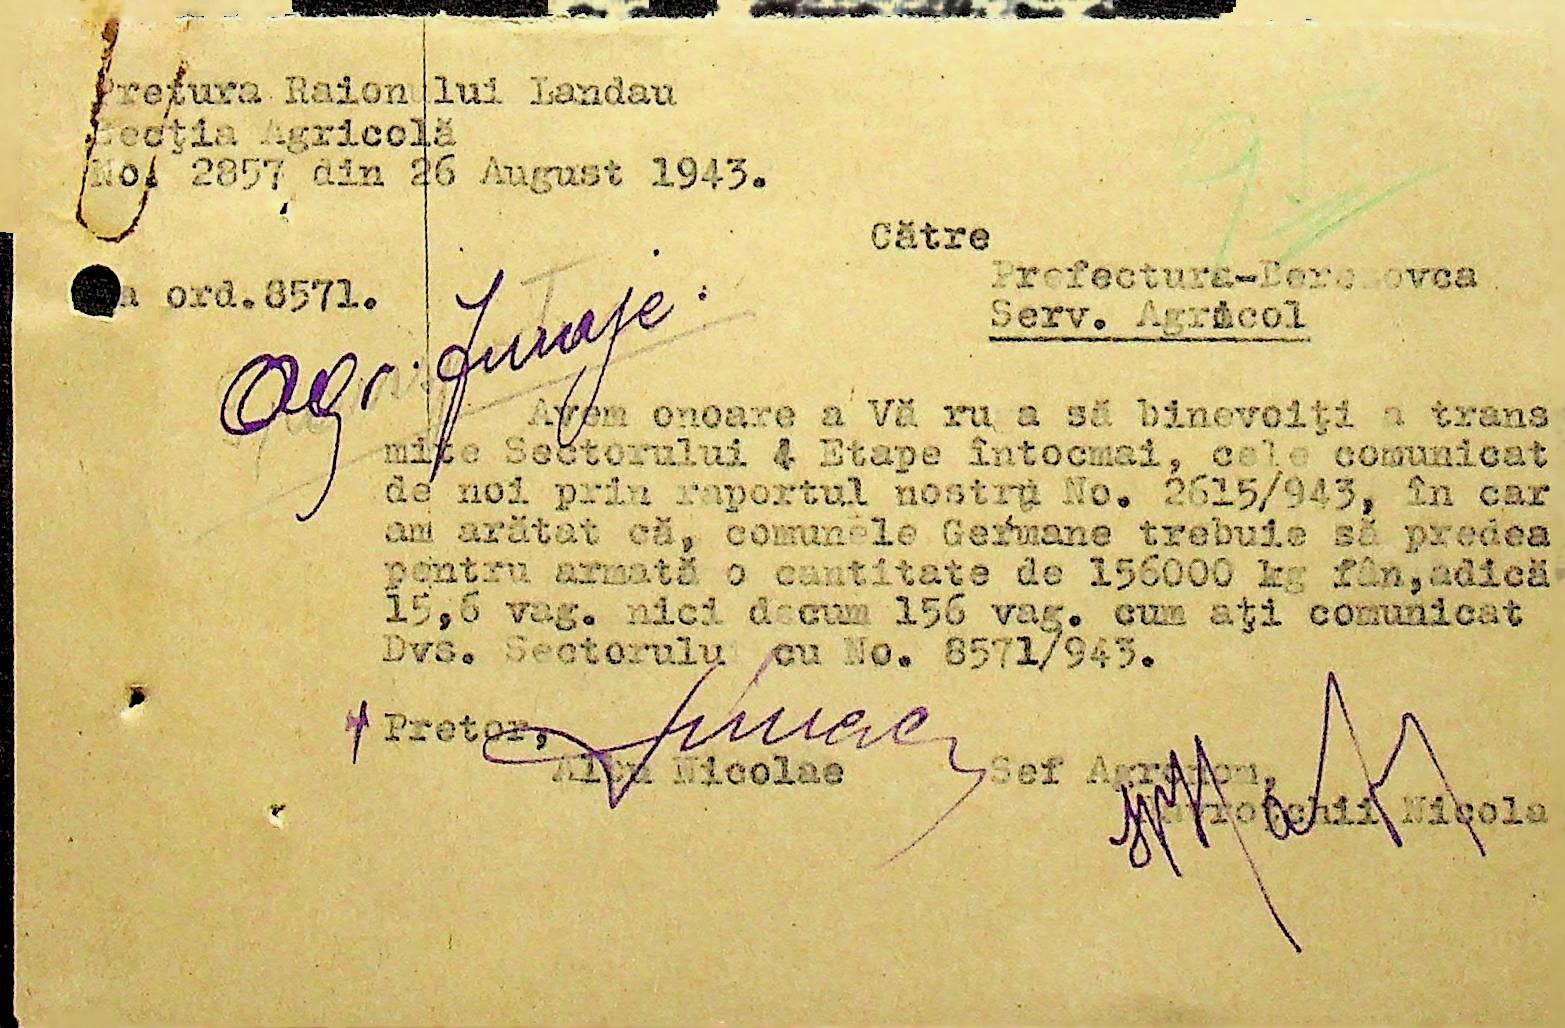 Pretura Raionului Landau
Secţia Agricolă
No. 2857 din 26 August 1943.
95
Către
Prefectura-Berezovca
Serv. Agricol
La ord.8571.
Agr.
Avem onoare a Vă ruga să binevoiţi a trans
mite Sectorului 4 Etape întocmai, cele comunicat
de noi prin raportul nostru No. 2615/943, în car
am arătat că, comunele Germane trebuie să predea
pentru armată o cantitate de 156000 kg fân,adică
15,6 vag. nici decum 156 vag. cum aţi comunicat
Dvs. Sectorului cu No. 8571/943.
Pretor,
Nicolae
Sef Agronom,
Nicola